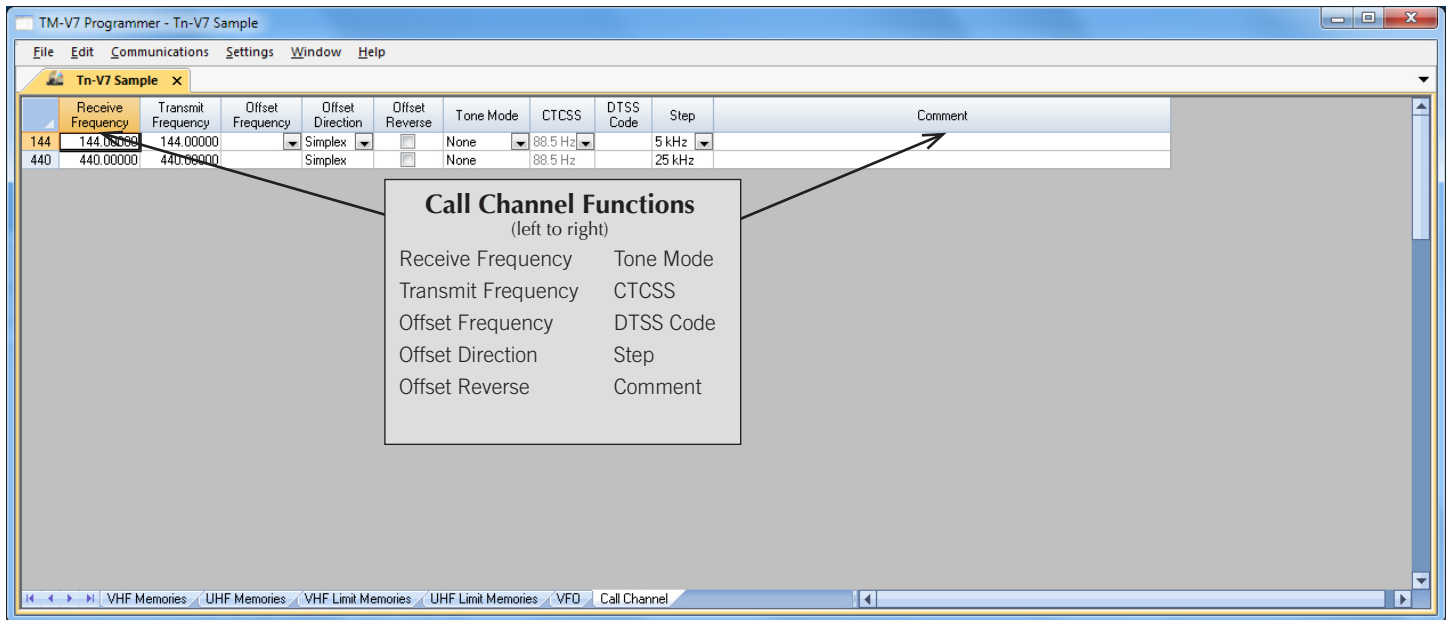 TM-V7 Programmer - Tn-V7 Sample
File Edit Communications Settings Window Help
Tn-V7 Sample X
Receive Frequency Transmit Frequency Offset Frequency Offset Direction Offset Reverse Tone Mode CTCSS DTSS Code Step Comment
144 144.00000 144.00000 Simplex None 88.5 Hz 5 kHz
440 440.00000 440.00000 Simplex None 88.5 Hz 25 kHz
Call Channel Functions
(left to right)
Receive Frequency Tone Mode
Transmit Frequency CTCSS
Offset Frequency DTSS Code
Offset Direction Step
Offset Reverse Comment
VHF Memories UHF Memories VHF Limit Memories UHF Limit Memories VFO Call Channel